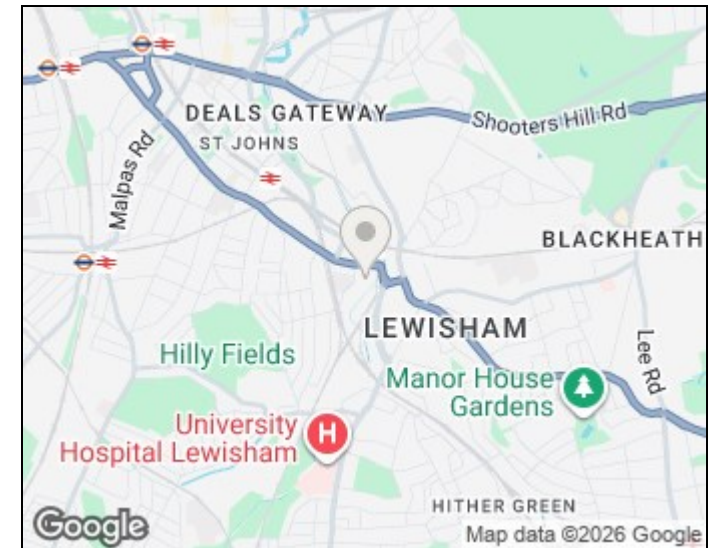 DEALS GATEWAY
ST JOHNS
Shooters Hill Rd
Malpas Rd
BLACKHEATH
LEWISHAM
Hilly Fields
Lee Rd
Manor House
Gardens
University
Hospital Lewisham
H
HITHER GREEN
Google
Map data ©2026 Google